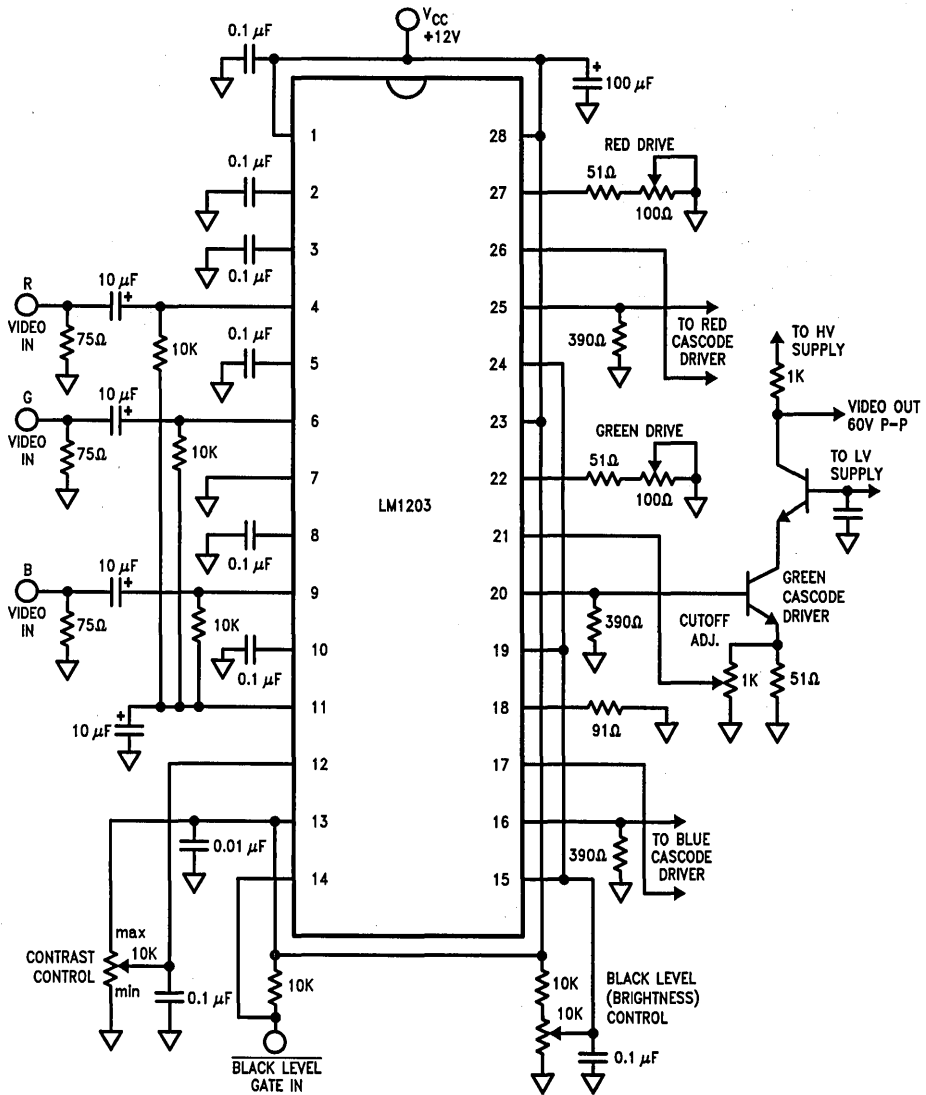 VCC
+12V
0.1 µF
100 µF
1
28
RED DRIVE
0.1 µF
51Ω
2
27
100Ω
3
26
0.1 µF
R
VIDEO
IN
10 µF
+
75Ω
10K
4
25
390Ω
TO RED
CASCODE
DRIVER
0.1 µF
5
24
TO HV
SUPPLY
1K
G
VIDEO
IN
10 µF
+
75Ω
10K
6
23
VIDEO OUT
60V P-P
GREEN DRIVE
51Ω
100Ω
TO LV
SUPPLY
7
22
LM1203
8
21
0.1 µF
B
VIDEO
IN
10 µF
+
75Ω
10K
9
20
390Ω
GREEN
CASCODE
DRIVER
CUTOFF
ADJ.
1K
51Ω
10
19
0.1 µF
+
10 µF
11
18
91Ω
12
17
13
16
0.01 µF
390Ω
TO BLUE
CASCODE
DRIVER
14
15
CONTRAST
CONTROL
max
10K
min
0.1 µF
10K
BLACK LEVEL
GATE IN
10K
10K
BLACK LEVEL
(BRIGHTNESS)
CONTROL
0.1 µF
+